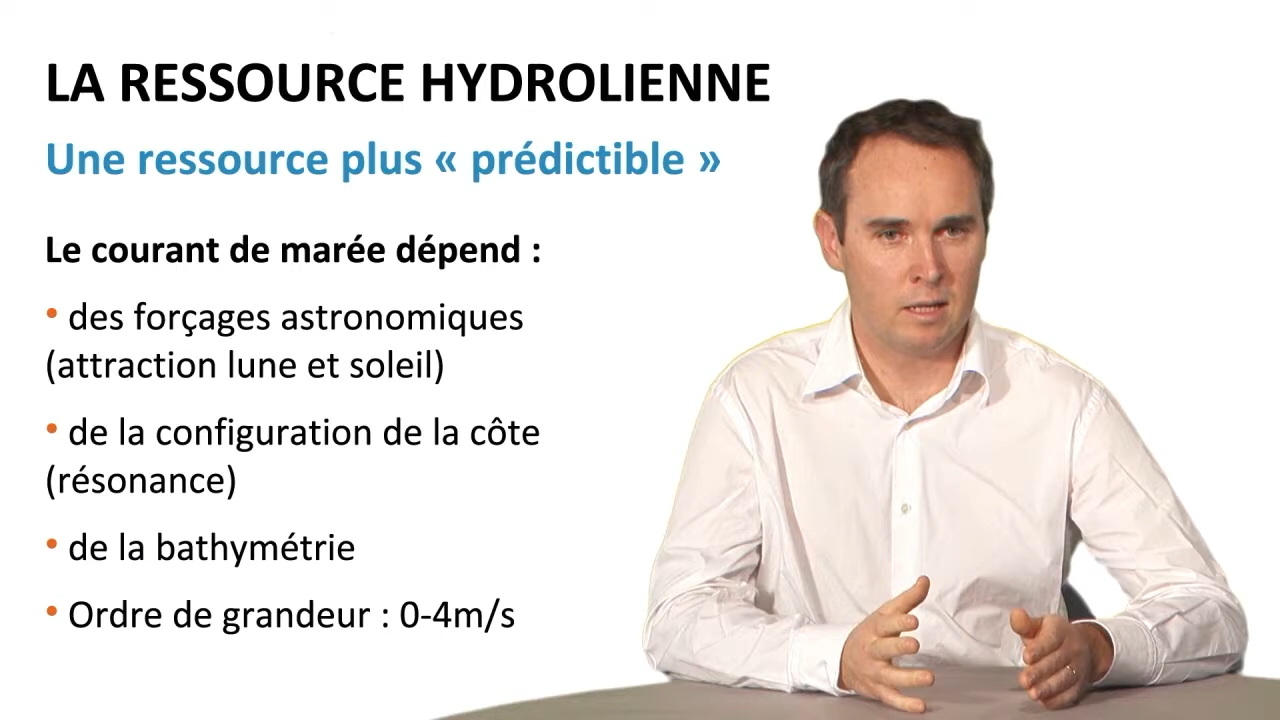 LA RESSOURCE HYDROLIENNE
Une ressource plus « prédictible »
Le courant de marée dépend :
• des forçages astronomiques
(attraction lune et soleil)
• de la configuration de la côte
(résonance)
• de la bathymétrie
• Ordre de grandeur : 0-4m/s